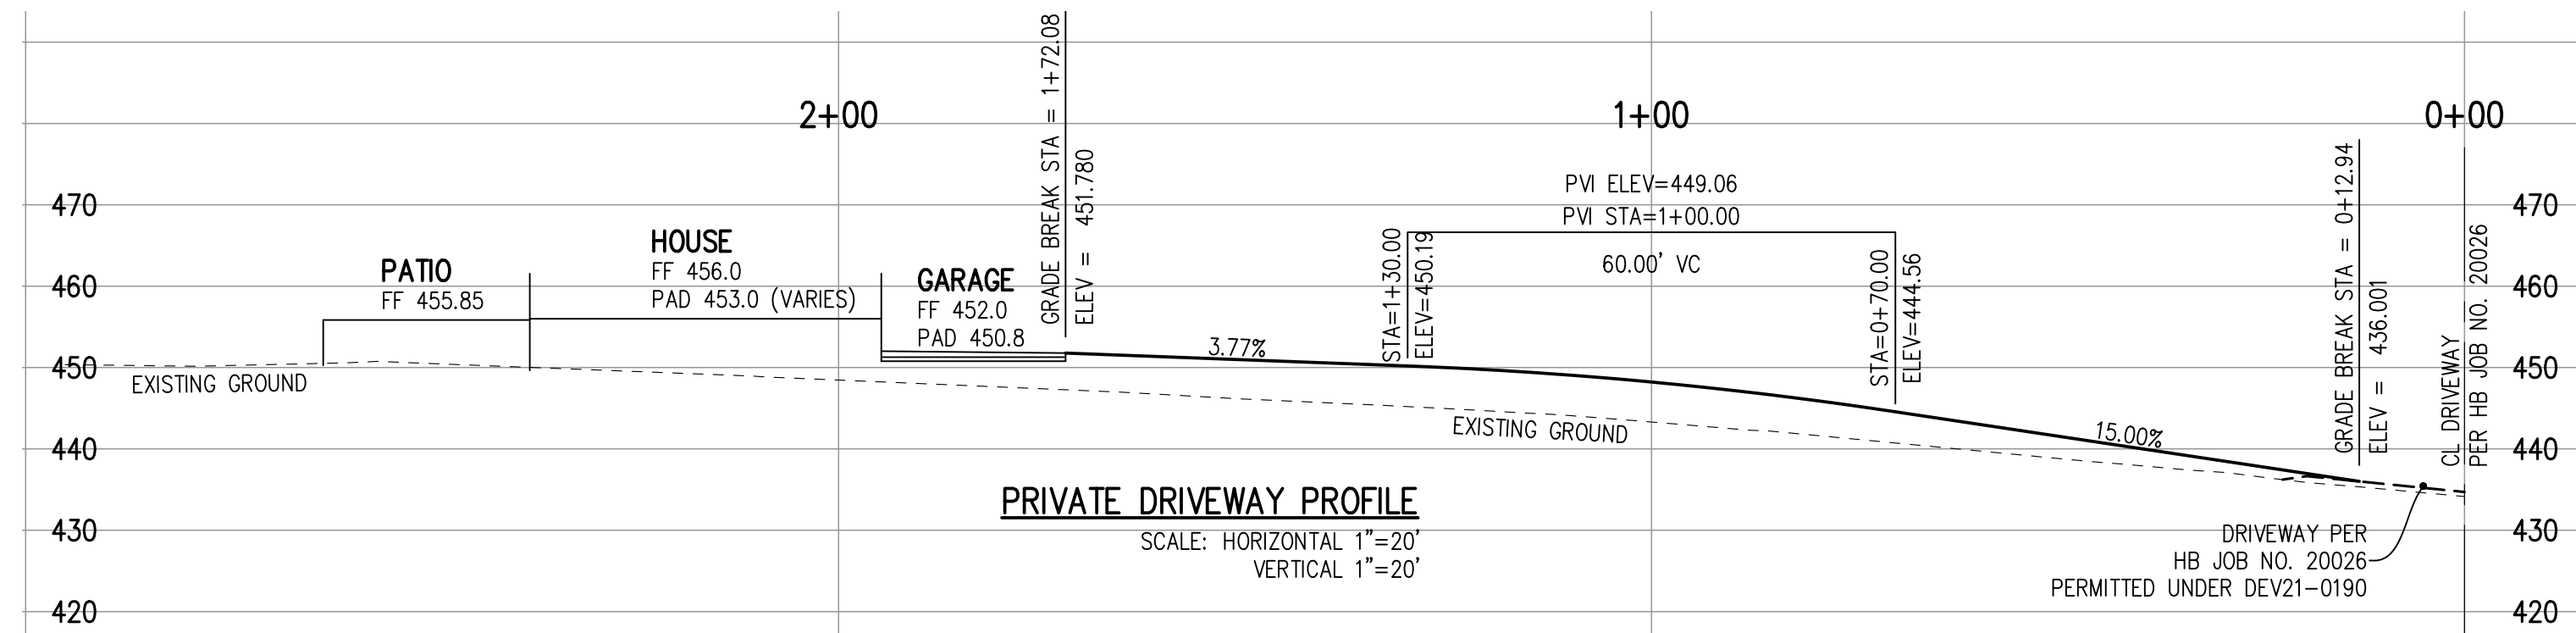 2+00
1+00
0+00
GRADE BREAK STA = 1+72.08
ELEV = 451.780
PVI ELEV=449.06
PVI STA=1+00.00
60.00' VC
STA=1+30.00
ELEV=450.19
STA=0+70.00
ELEV=444.56
GRADE BREAK STA = 0+12.94
ELEV = 436.001
CL DRIVEWAY
PER HB JOB NO. 20026
470
460
450
440
430
420
470
460
450
440
430
420
PATIO
FF 455.85
HOUSE
FF 456.0
PAD 453.0 (VARIES)
GARAGE
FF 452.0
PAD 450.8
3.77%
15.00%
EXISTING GROUND
EXISTING GROUND
PRIVATE DRIVEWAY PROFILE
SCALE: HORIZONTAL 1"=20'
VERTICAL 1"=20'
DRIVEWAY PER
HB JOB NO. 20026
PERMITTED UNDER DEV21-0190